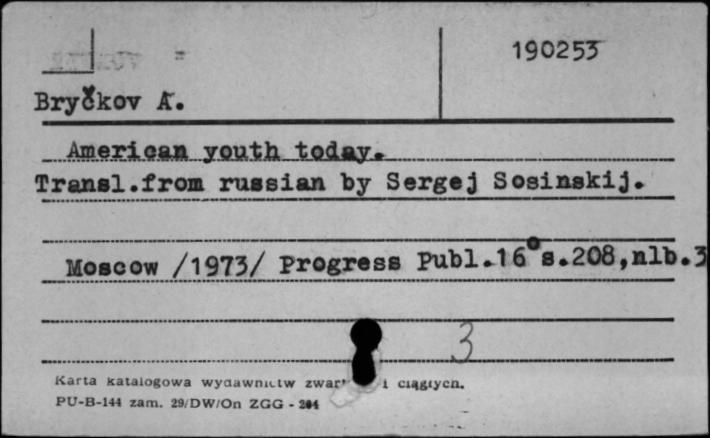 190253
Bryčkov A.
American youth today.
Transl.from russian by Sergej Sosinskij.
Moscow /1973/ Progress Publ.16° s.208,nlb.3
3
Karta katalogowa wydawnictw i ciągłych.
PU-B-144 zam. 29/DW/On ZGG - 204